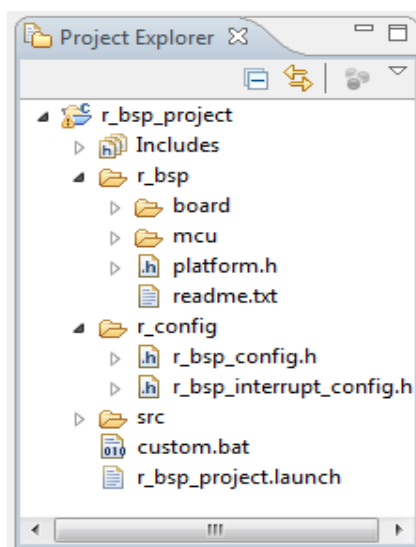 Project Explorer
r_bsp_project
Includes
r_bsp
board
mcu
platform.h
readme.txt
r_config
r_bsp_config.h
r_bsp_interrupt_config.h
src
custom.bat
r_bsp_project.launch